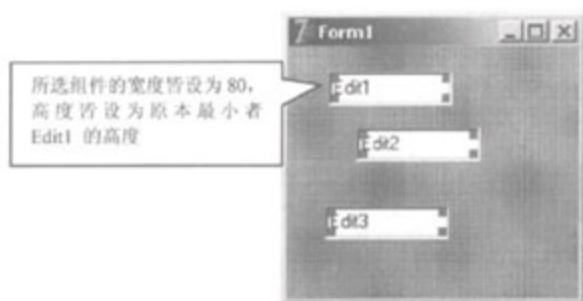 Form1
所选组件的宽度皆设为 80，
高度皆设为原本最小者
Edit1 的高度
Edit1
Edit2
Edit3